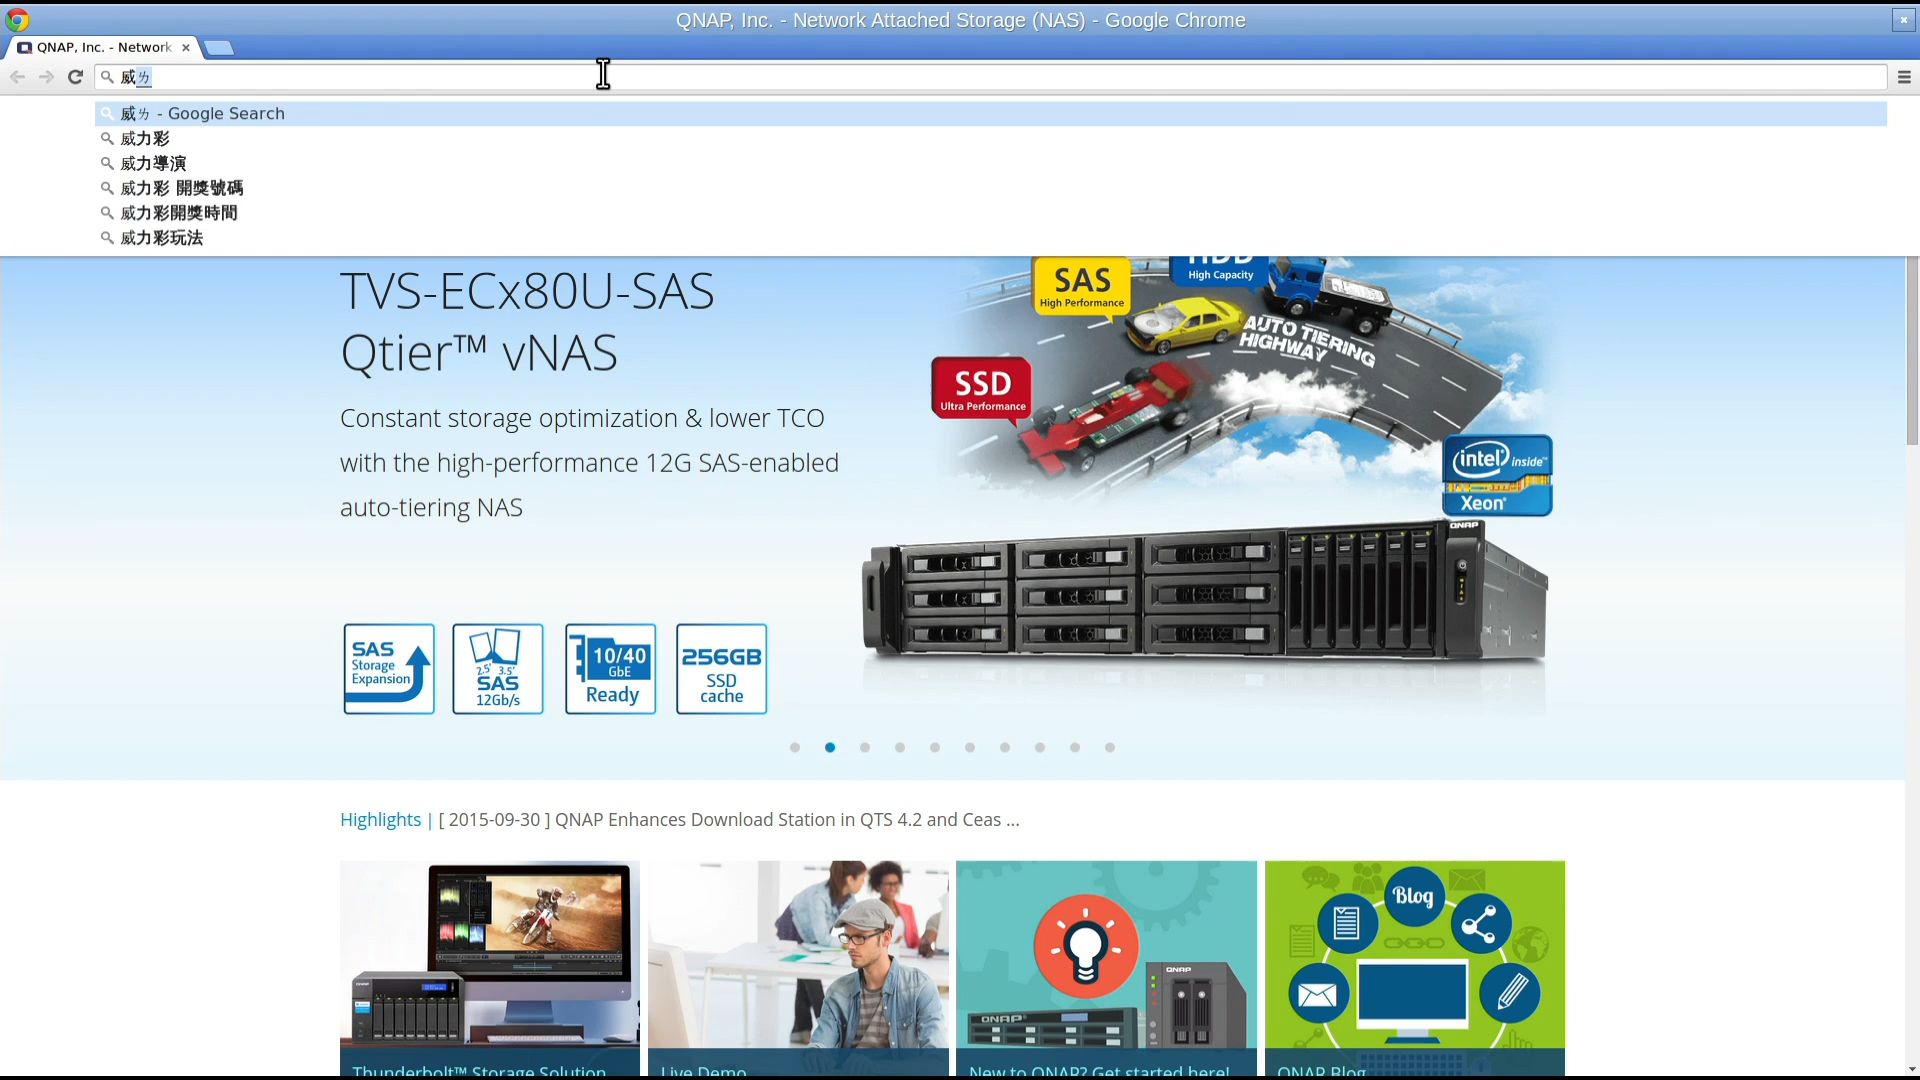 QNAP, Inc. - Network Attached Storage (NAS) - Google Chrome
QNAP, Inc. - Network
威ㄌ
威ㄌ - Google Search
威力彩
威力導演
威力彩 開獎號碼
威力彩開獎時間
威力彩玩法
TVS-ECx80U-SAS
Qtier™ vNAS
Constant storage optimization & lower TCO
with the high-performance 12G SAS-enabled
auto-tiering NAS
SAS
High Performance
HDD
High Capacity
AUTO TIERING
HIGHWAY
SSD
Ultra Performance
intel inside™
Xeon®
QNAP
SAS
Storage
Expansion
2.5" 3.5"
SAS
12Gb/s
10/40
GbE
Ready
256GB
SSD
cache
Highlights | [ 2015-09-30 ] QNAP Enhances Download Station in QTS 4.2 and Ceas ...
QNAP
QNAP
Blog
Thunderbolt™ Storage Solution
Live Demo
New to QNAP? Get started here!
QNAP Blog